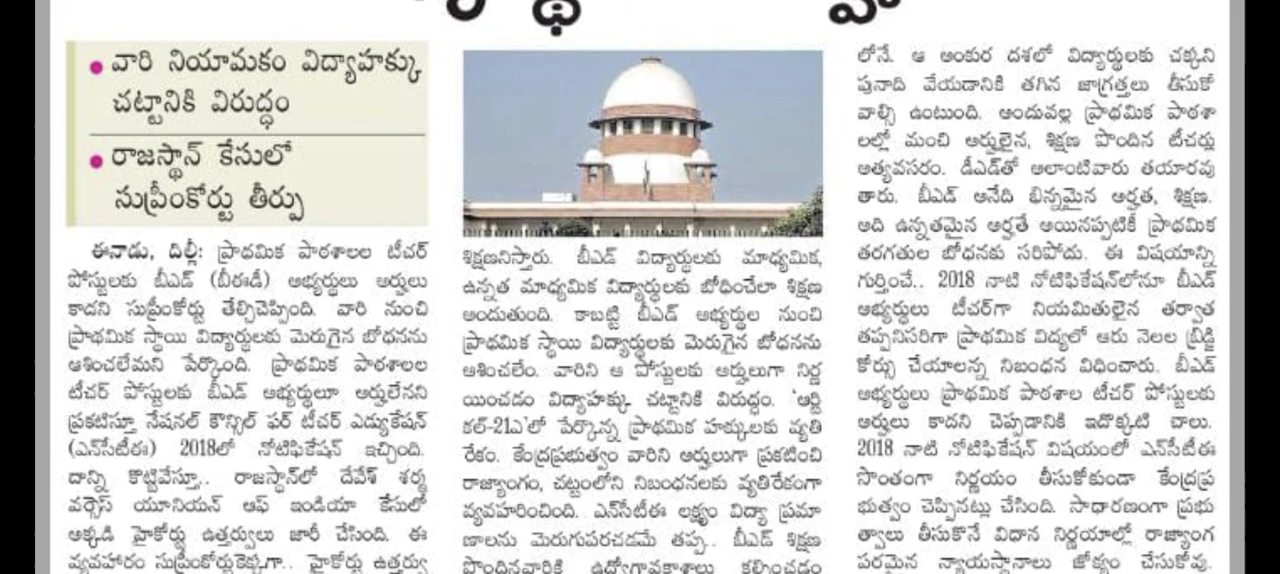 • వారి నియామకం విద్యాహక్కు
చట్టానికి విరుద్ధం
• రాజస్థాన్ కేసులో
సుప్రీంకోర్టు తీర్పు
ఈనాడు, దిల్లీ: ప్రాథమిక పాఠశాలల టీచర్
పోస్టులకు బీఎడ్ (బీఈడీ) అభ్యర్థులు అర్హులు
కాదని సుప్రీంకోర్టు తేల్చిచెప్పింది. వారి నుంచి
ప్రాథమిక స్థాయి విద్యార్థులకు మెరుగైన బోధనను
ఆశించలేమని పేర్కొంది. ప్రాథమిక పాఠశాలల
టీచర్ పోస్టులకు బీఎడ్ అభ్యర్థులూ అర్హులేనని
ప్రకటిస్తూ నేషనల్ కౌన్సిల్ ఫర్ టీచర్ ఎడ్యుకేషన్
(ఎన్‌సీటీఈ) 2018లో నోటిఫికేషన్ ఇచ్చింది.
దాన్ని కొట్టివేస్తూ.. రాజస్థాన్‌లో దేవేశ్ శర్మ
వర్సెస్ యూనియన్ ఆఫ్ ఇండియా కేసులో
అక్కడి హైకోర్టు ఉత్తర్వులు జారీ చేసింది. ఈ
వ్యవహారం సుప్రీంకోర్టుకెక్కగా.. హైకోర్టు ఉత్తర్వు
శిక్షణనిస్తారు. బీఎడ్ విద్యార్థులకు మాధ్యమిక,
ఉన్నత మాధ్యమిక విద్యార్థులకు బోధించేలా శిక్షణ
అందుతుంది. కాబట్టి బీఎడ్ అభ్యర్థుల నుంచి
ప్రాథమిక స్థాయి విద్యార్థులకు మెరుగైన బోధనను
ఆశించలేం. వారిని ఆ పోస్టులకు అర్హులుగా నిర్ణ
యించడం విద్యాహక్కు చట్టానికి విరుద్ధం. 'ఆర్టి
కల్-21ఎ'లో పేర్కొన్న ప్రాథమిక హక్కులకు వ్యతి
రేకం. కేంద్రప్రభుత్వం వారిని అర్హులుగా ప్రకటించి
రాజ్యాంగం, చట్టంలోని నిబంధనలకు వ్యతిరేకంగా
వ్యవహరించింది. ఎన్‌సీటీఈ లక్ష్యం విద్యా ప్రమా
ణాలను మెరుగుపరచడమే తప్ప.. బీఎడ్ శిక్షణ
పొందినవారికి ఉద్యోగావకాశాలు కల్పించడం
లోనే. ఆ అంకుర దశలో విద్యార్థులకు చక్కని
పునాది వేయడానికి తగిన జాగ్రత్తలు తీసుకో
వాల్సి ఉంటుంది. అందువల్ల ప్రాథమిక పాఠశా
లల్లో మంచి అర్హులైన, శిక్షణ పొందిన టీచర్లు
అత్యవసరం. డీఎడ్‌తో అలాంటివారు తయారవు
తారు. బీఎడ్ అనేది భిన్నమైన అర్హత, శిక్షణ.
అది ఉన్నతమైన అర్హతే అయినప్పటికీ ప్రాథమిక
తరగతుల బోధనకు సరిపోదు. ఈ విషయాన్ని
గుర్తించే.. 2018 నాటి నోటిఫికేషన్‌లోనూ బీఎడ్
అభ్యర్థులు టీచర్‌గా నియమితులైన తర్వాత
తప్పనిసరిగా ప్రాథమిక విద్యలో ఆరు నెలల బ్రిడ్జి
కోర్సు చేయాలన్న నిబంధన విధించారు. బీఎడ్
అభ్యర్థులు ప్రాథమిక పాఠశాల టీచర్ పోస్టులకు
అర్హులు కాదని చెప్పడానికి ఇదొక్కటి చాలు.
2018 నాటి నోటిఫికేషన్ విషయంలో ఎన్‌సీటీఈ
సొంతంగా నిర్ణయం తీసుకోకుండా కేంద్రప్ర
భుత్వం చెప్పినట్లు చేసింది. సాధారణంగా ప్రభు
త్వాలు తీసుకొనే విధాన నిర్ణయాల్లో రాజ్యాంగ
పరమైన న్యాయస్థానాలు జోక్యం చేసుకోవు.